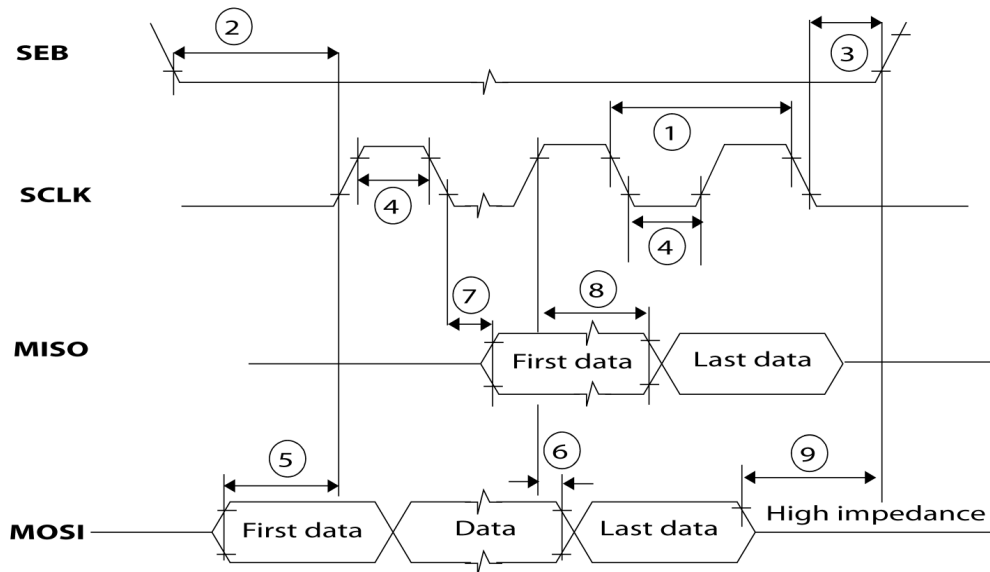 SEB
②
③
SCLK
④
①
④
MISO
⑦
⑧
First data
Last data
MOSI
⑤
⑥
⑨
First data
Data
Last data
High impedance